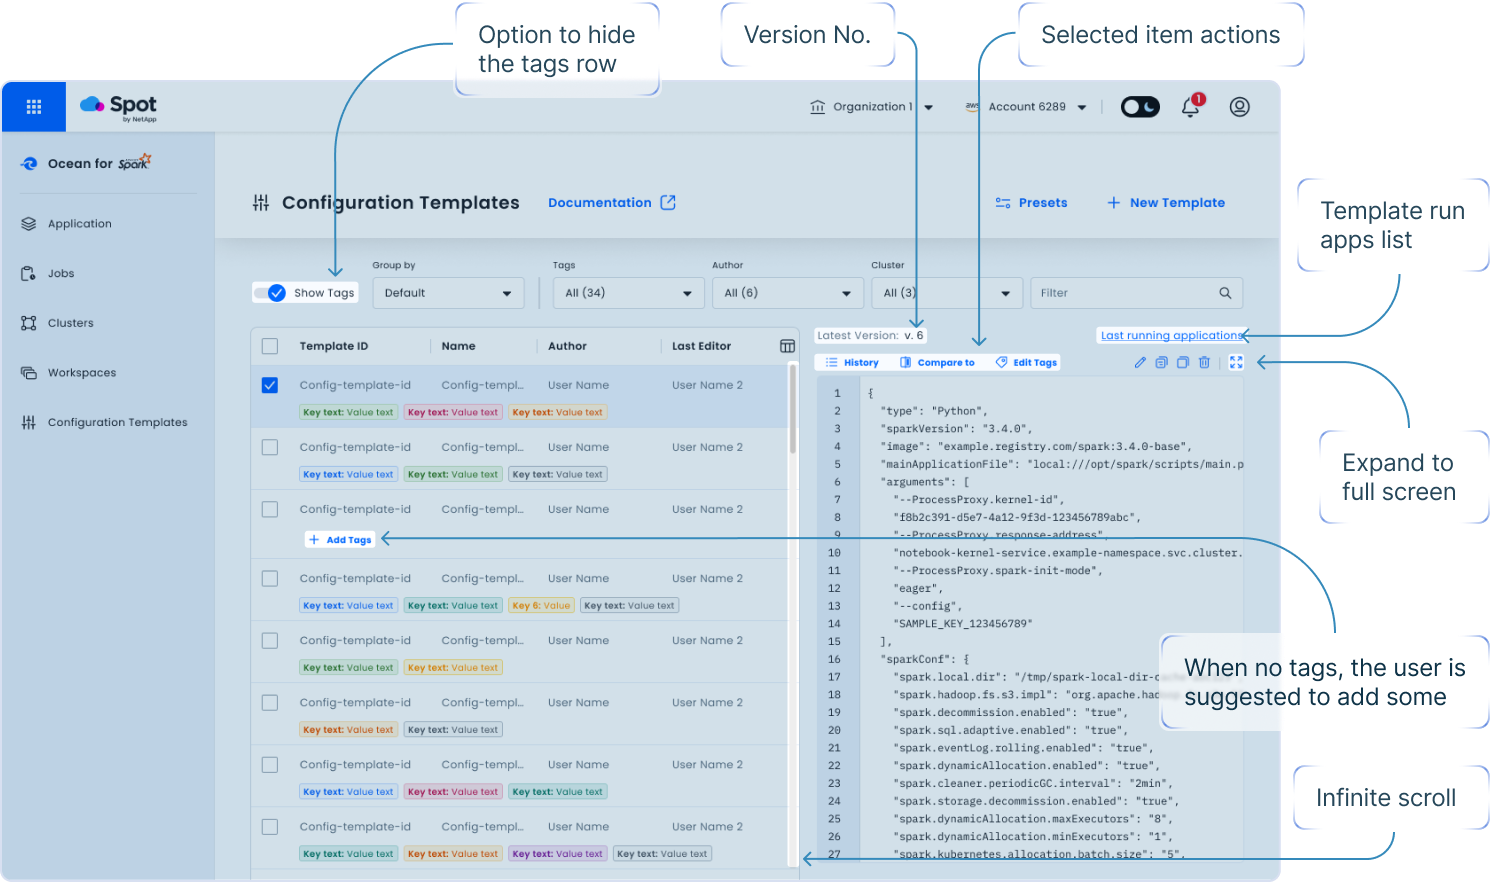 Option to hide
the tags row
Version No.
Selected item actions
Spot
by NetApp
Organization 1
aws
Account 6289
1
Ocean for Spark
Application
Jobs
Clusters
Workspaces
Configuration Templates
Configuration Templates
Documentation
Presets
New Template
Template run
apps list
Show Tags
Group by
Default
Tags
All (34)
Author
All (6)
Cluster
All (3)
Filter
Template ID Name Author Last Editor
Config-template-id Config-templ... User Name User Name 2
Key text: Value text Key text: Value text Key text: Value text
Config-template-id Config-templ... User Name User Name 2
Key text: Value text Key text: Value text Key text: Value text
Config-template-id Config-templ... User Name User Name 2
Add Tags
Config-template-id Config-templ... User Name User Name 2
Key text: Value text Key text: Value text Key 6: Value Key text: Value text
Config-template-id Config-templ... User Name User Name 2
Key text: Value text Key text: Value text
Config-template-id Config-templ... User Name User Name 2
Key text: Value text Key text: Value text
Config-template-id Config-templ... User Name User Name 2
Key text: Value text Key text: Value text Key text: Value text
Config-template-id Config-templ... User Name User Name 2
Key text: Value text Key text: Value text Key text: Value text Key text: Value text
Latest Version: v. 6
Last running applications
History Compare to Edit Tags
1 {
2 "type": "Python",
3 "sparkVersion": "3.4.0",
4 "image": "example.registry.com/spark:3.4.0-base",
5 "mainApplicationFile": "local:///opt/spark/scripts/main.p
6 "arguments": [
7 "--ProcessProxy.kernel-id",
8 "f8b2c391-d5e7-4a12-9f3d-123456789abc",
9 "--ProcessProxy.response-address",
10 "notebook-kernel-service.example-namespace.svc.cluster.
11 "--ProcessProxy.spark-init-mode",
12 "eager",
13 "--config",
14 "SAMPLE_KEY_123456789"
15 ],
16 "sparkConf": {
17 "spark.local.dir": "/tmp/spark-local-dir-
18 "spark.hadoop.fs.s3.impl": "org.apache.
19 "spark.decommission.enabled": "true",
20 "spark.sql.adaptive.enabled": "true",
21 "spark.eventLog.rolling.enabled": "true",
22 "spark.dynamicAllocation.enabled": "true",
23 "spark.cleaner.periodicGC.interval": "2min",
24 "spark.storage.decommission.enabled": "true",
25 "spark.dynamicAllocation.maxExecutors": "8",
26 "spark.dynamicAllocation.minExecutors": "1",
27 "spark.kubernetes.allocation.batch.size": "5",
Expand to
full screen
When no tags, the user is
suggested to add some
Infinite scroll